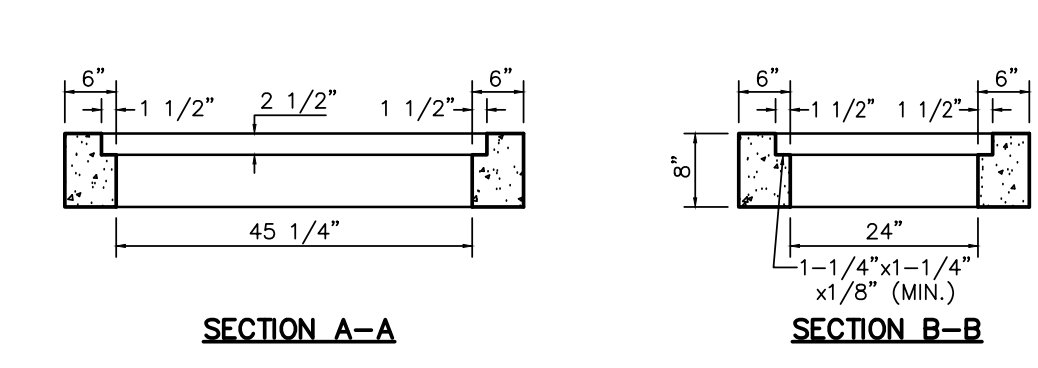 6" 6" 6" 6"
1 1/2" 2 1/2" 1 1/2" 1 1/2" 1 1/2"
8"
45 1/4" 24"
1-1/4"x1-1/4"
x1/8" (MIN.)
SECTION A-A SECTION B-B